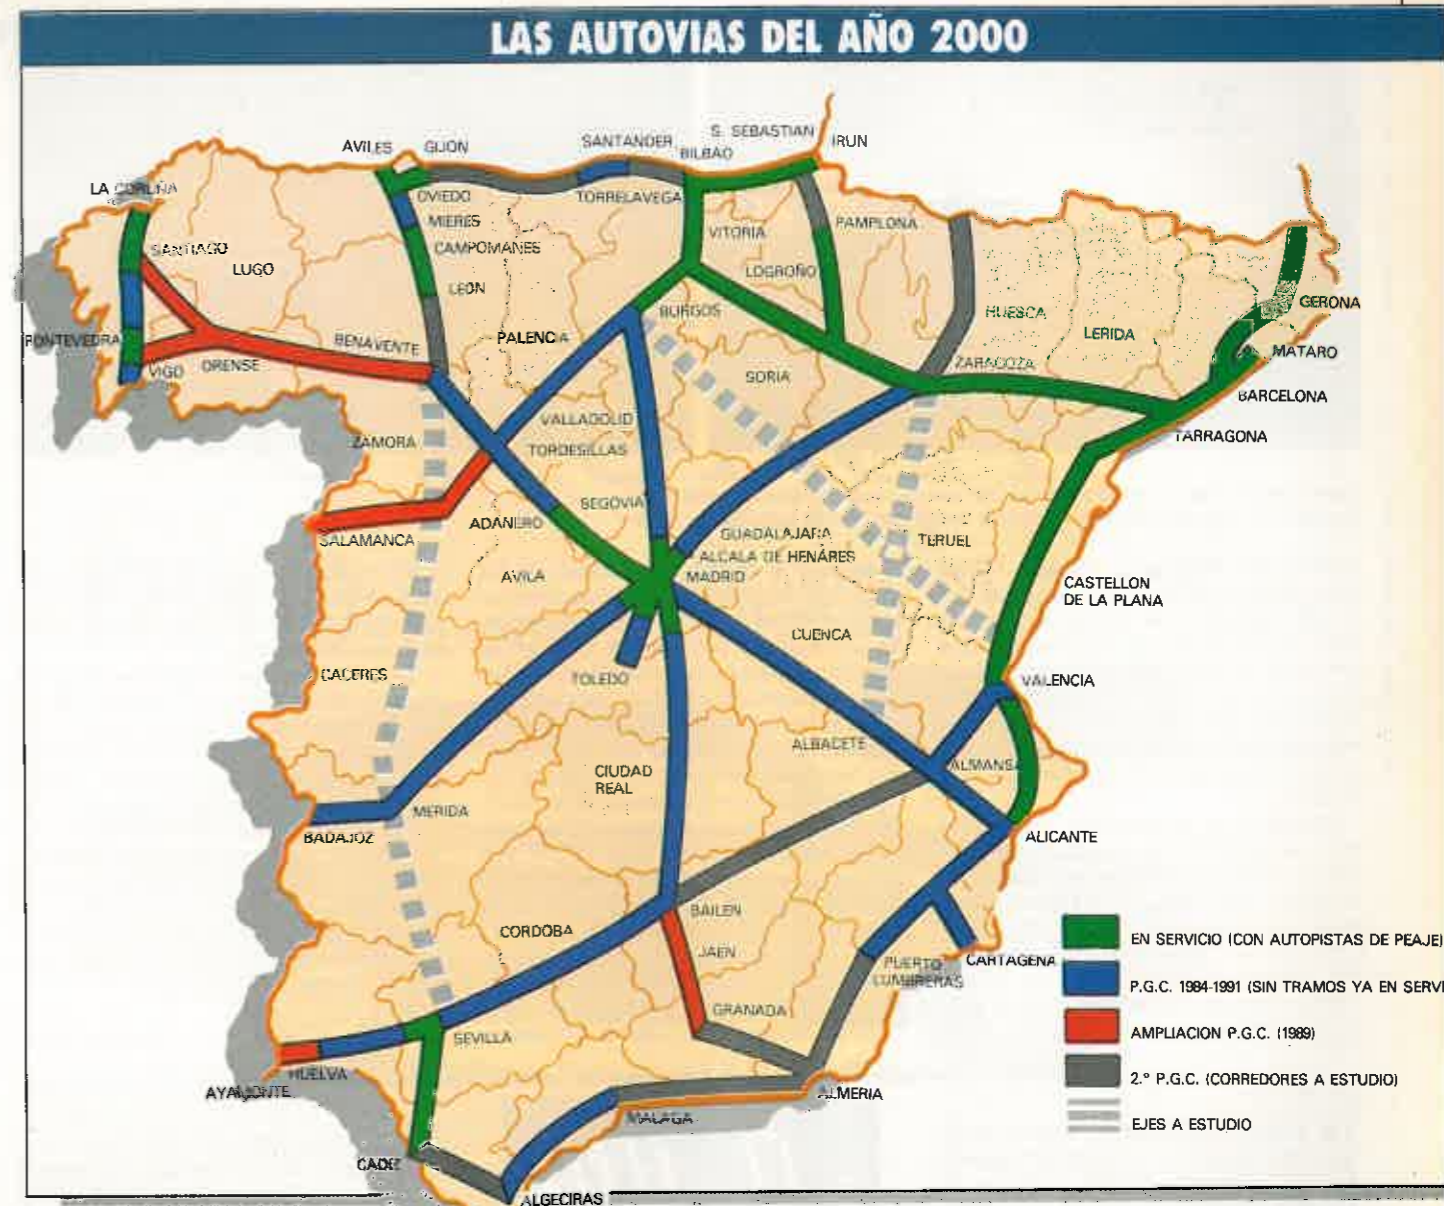 LAS AUTOVIAS DEL AÑO 2000
AVILES
GIJON
SANTANDER
S. SEBASTIAN
BILBAO
IRUN
LA CORUÑA
OVIEDO
TORRELAVEGA
MIERES
VITORIA
PAMPLONA
SANTIAGO
CAMPOMANES
LUGO
LOGROÑO
LEON
HUESCA
GERONA
BURGOS
LERIDA
PONTEVEDRA
BENAVENTE
PALENCIA
MATARO
VIGO
ORENSE
SORIA
ZARAGOZA
BARCELONA
VALLADOLID
TARRAGONA
ZAMORA
TORDESILLAS
SEGOVIA
ADANERO
SALAMANCA
GUADALAJARA
TERUEL
ALCALA DE HENARES
AVILA
MADRID
CASTELLON
DE LA PLANA
CUENCA
CACERES
TOLEDO
VALENCIA
ALBACETE
ALMANSA
CIUDAD
REAL
MERIDA
BADAJOZ
ALICANTE
BAILEN
CORDOBA
JAEN
CARTAGENA
PUERTO
LUMBRERAS
GRANADA
SEVILLA
HUELVA
AYAMONTE
ALMERIA
MALAGA
CADIZ
ALGECIRAS
EN SERVICIO (CON AUTOPISTAS DE PEAJE)
P.G.C. 1984-1991 (SIN TRAMOS YA EN SERVI
AMPLIACION P.G.C. (1989)
2.º P.G.C. (CORREDORES A ESTUDIO)
EJES A ESTUDIO